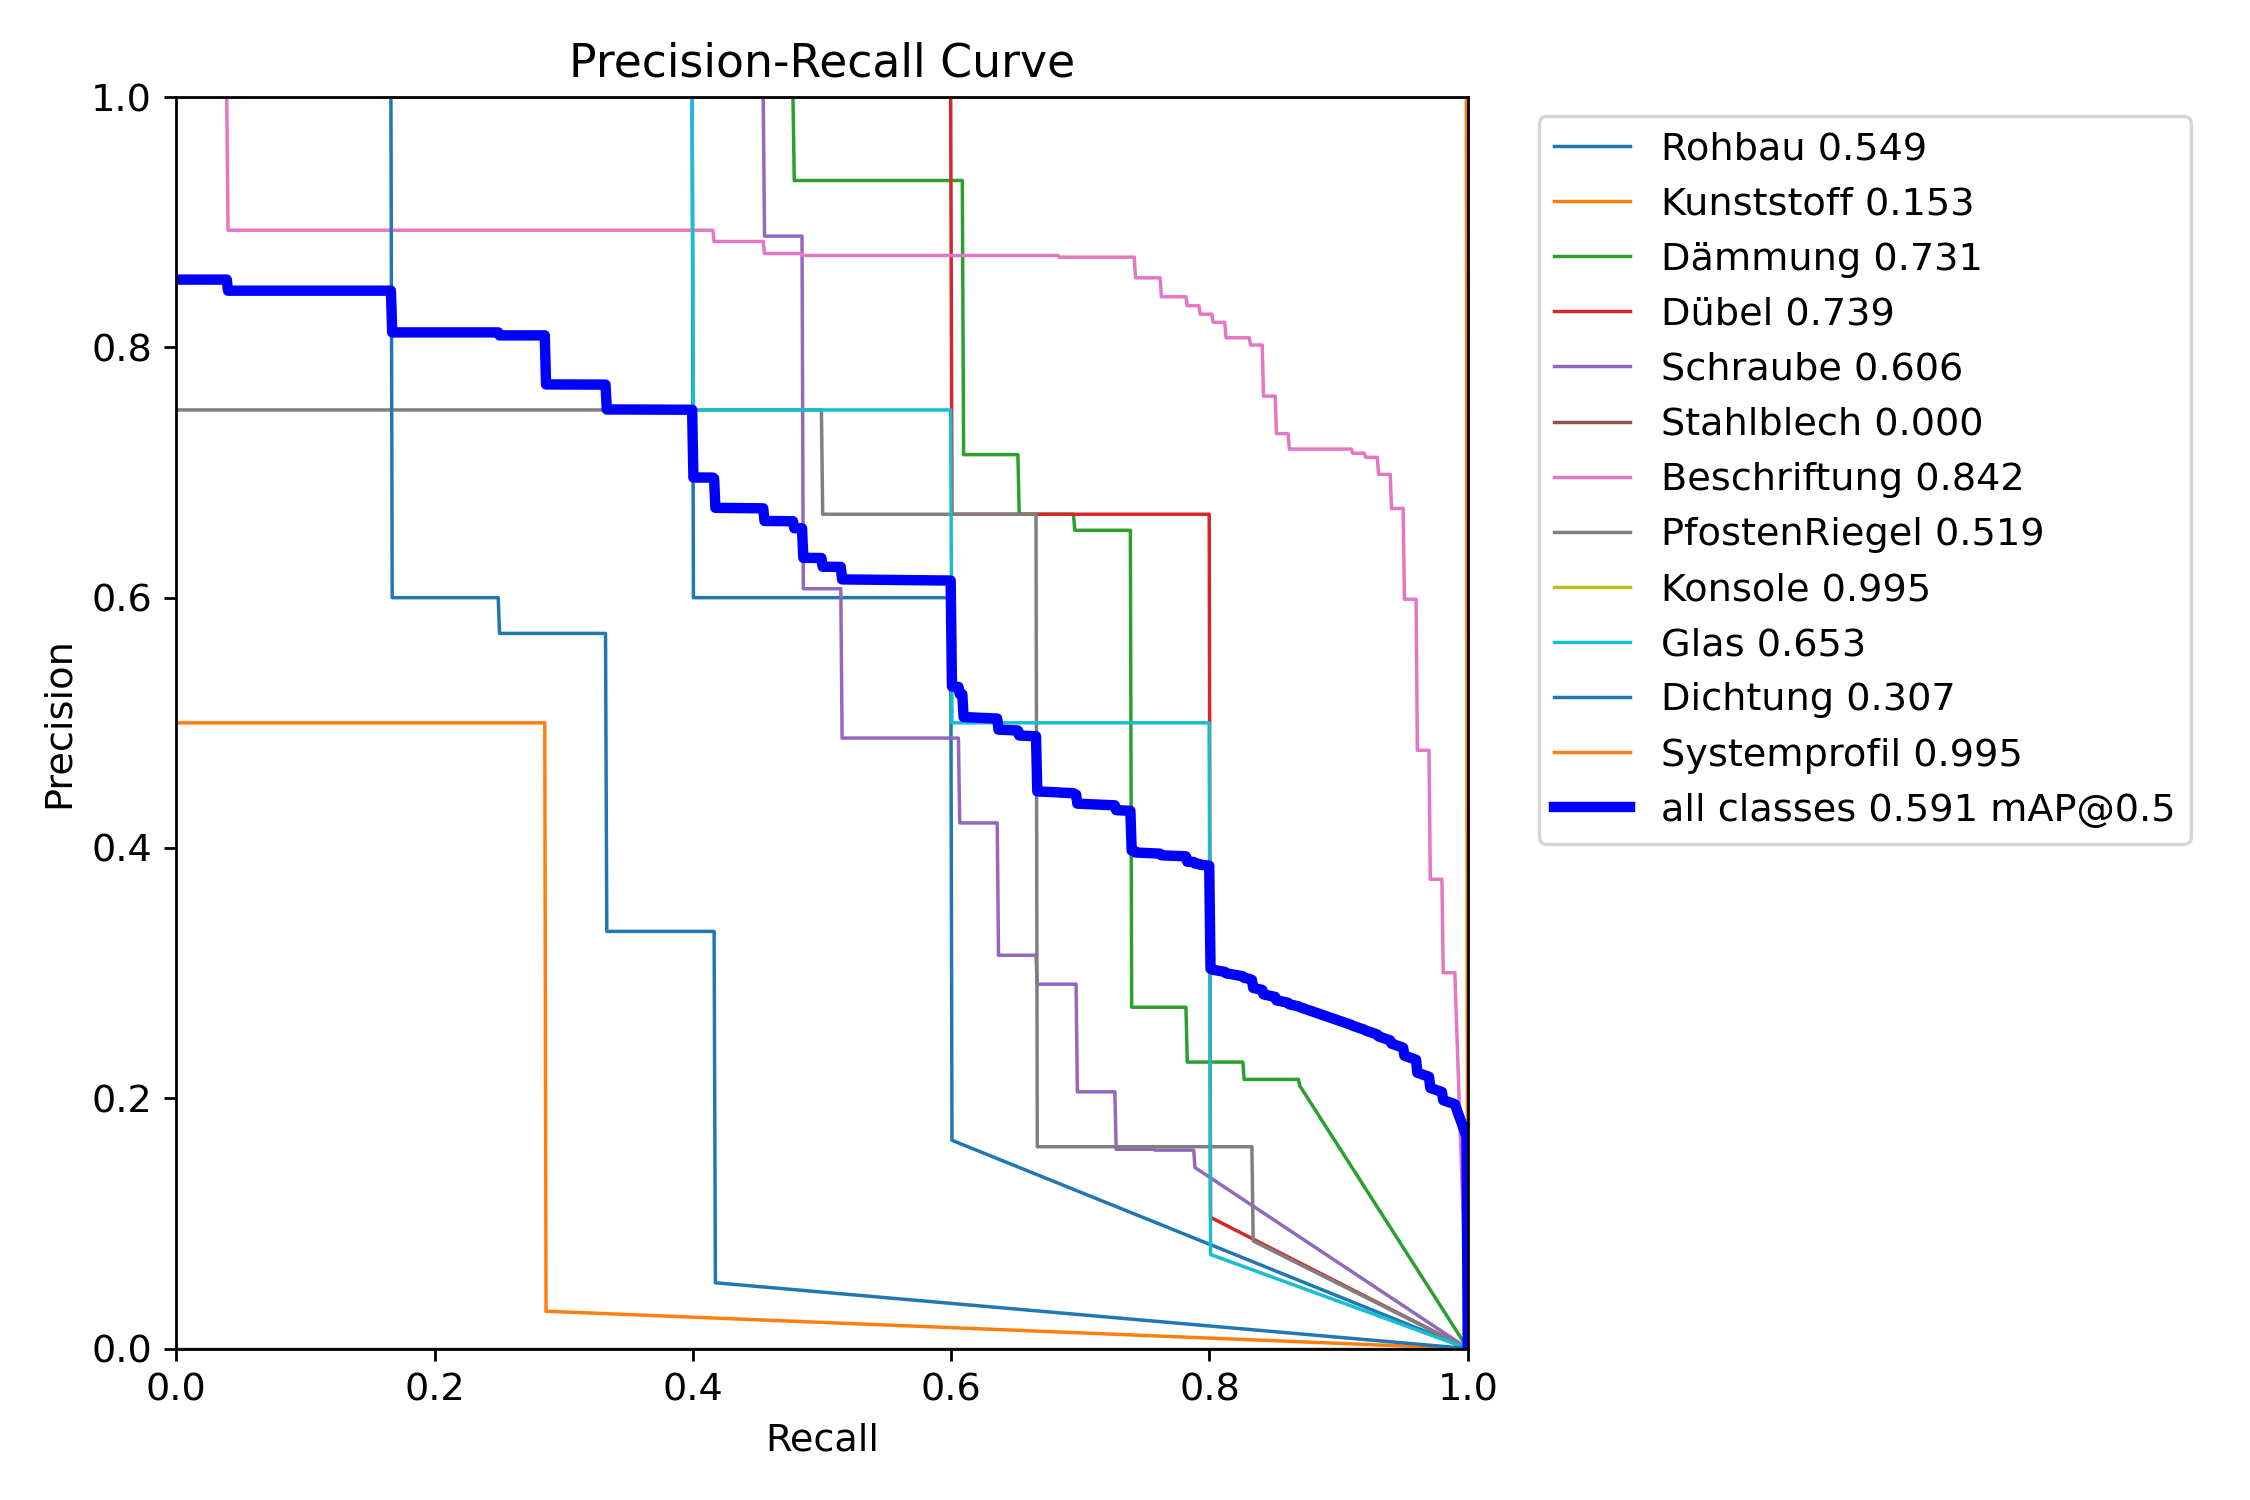 Precision-Recall Curve
1.0
0.8
0.6
0.4
0.2
0.0
Precision
0.0 0.2 0.4 0.6 0.8 1.0
Recall
Rohbau 0.549
Kunststoff 0.153
Dämmung 0.731
Dübel 0.739
Schraube 0.606
Stahlblech 0.000
Beschriftung 0.842
PfostenRiegel 0.519
Konsole 0.995
Glas 0.653
Dichtung 0.307
Systemprofil 0.995
all classes 0.591 mAP@0.5